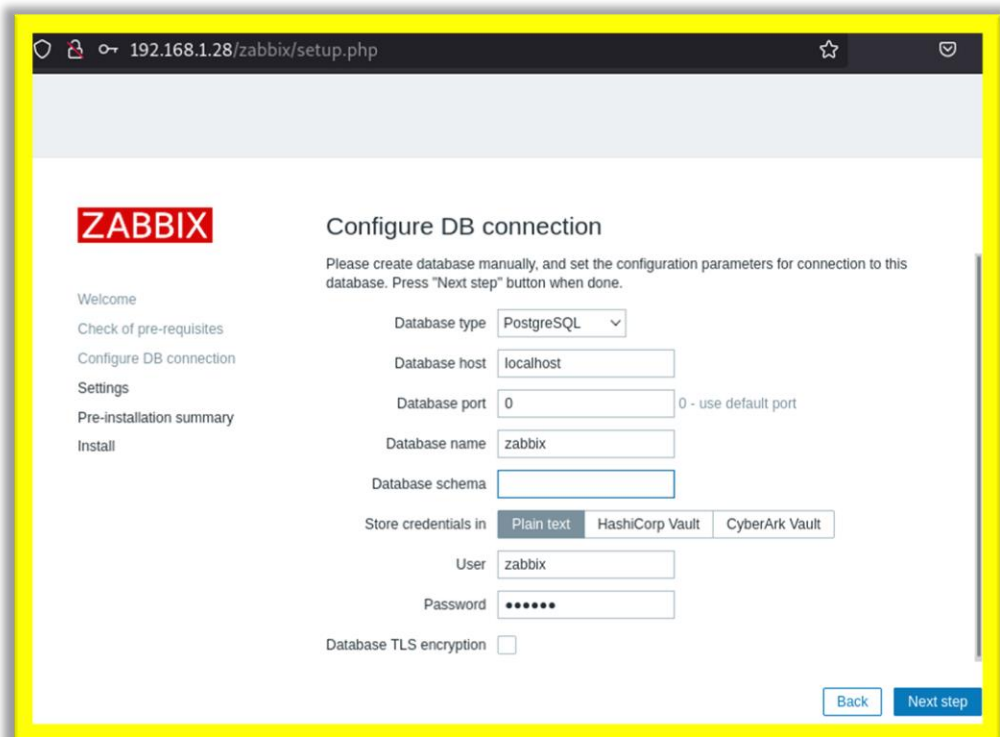 192.168.1.28/zabbix/setup.php
ZABBIX
Welcome
Check of pre-requisites
Configure DB connection
Settings
Pre-installation summary
Install
Configure DB connection
Please create database manually, and set the configuration parameters for connection to this
database. Press "Next step" button when done.
Database type PostgreSQL
Database host localhost
Database port 0 0 - use default port
Database name zabbix
Database schema
Store credentials in Plain text HashiCorp Vault CyberArk Vault
User zabbix
Password ●●●●●●
Database TLS encryption
Back Next step